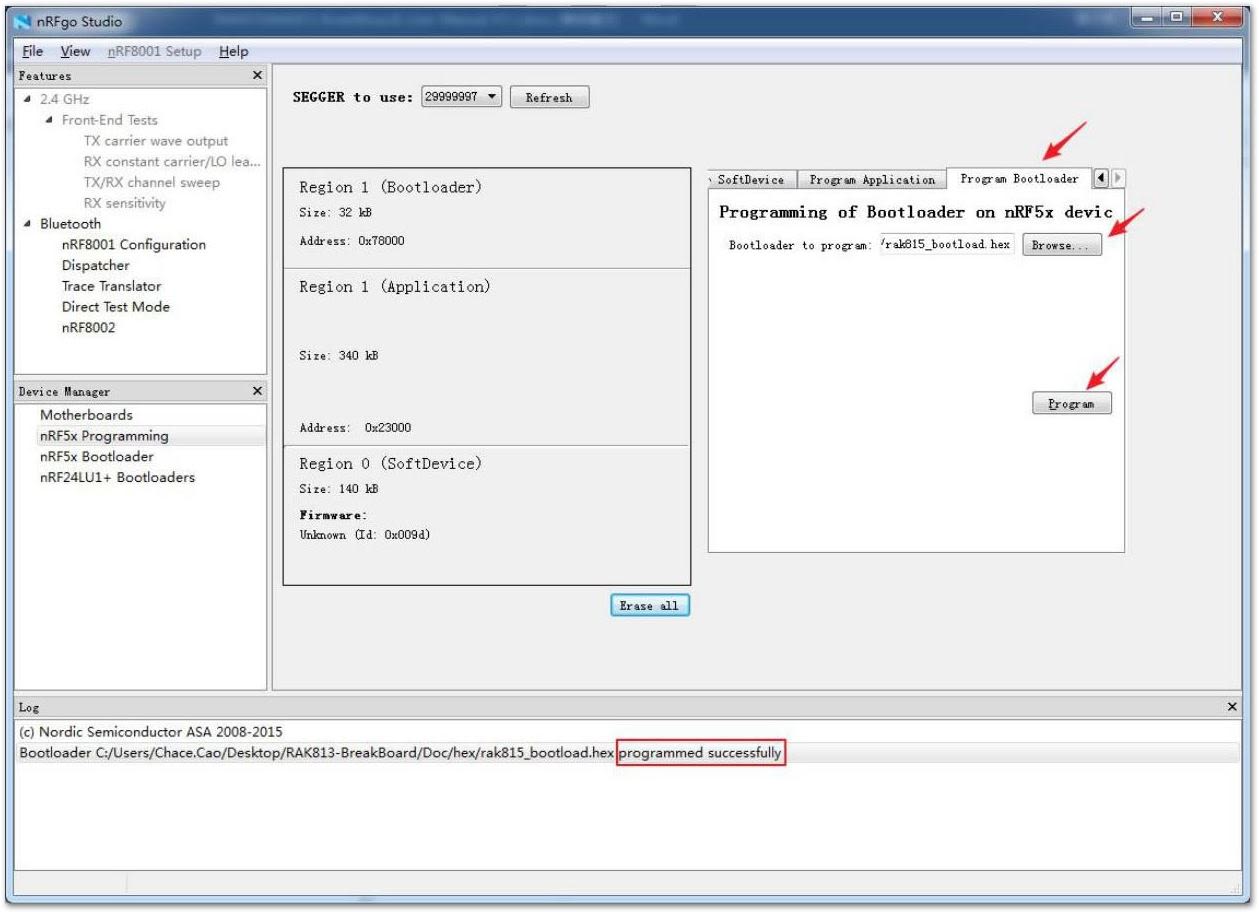 nRFgo Studio
File View nRF8001 Setup Help
Features
2.4 GHz
Front-End Tests
TX carrier wave output
RX constant carrier/LO lea...
TX/RX channel sweep
RX sensitivity
Bluetooth
nRF8001 Configuration
Dispatcher
Trace Translator
Direct Test Mode
nRF8002
Device Manager
Motherboards
nRF5x Programming
nRF5x Bootloader
nRF24LU1+ Bootloaders
SEGGER to use: 29999997 Refresh
Region 1 (Bootloader)
Size: 32 kB
Address: 0x78000
Region 1 (Application)
Size: 340 kB
Address: 0x23000
Region 0 (SoftDevice)
Size: 140 kB
Firmware:
Unknown (Id: 0x009d)
Erase all
SoftDevice Program Application Program Bootloader
Programming of Bootloader on nRF5x devic
Bootloader to program: /rak815_bootload.hex Browse...
Program
Log
(c) Nordic Semiconductor ASA 2008-2015
Bootloader C:/Users/Chace.Cao/Desktop/RAK813-BreakBoard/Doc/hex/rak815_bootload.hex programmed successfully